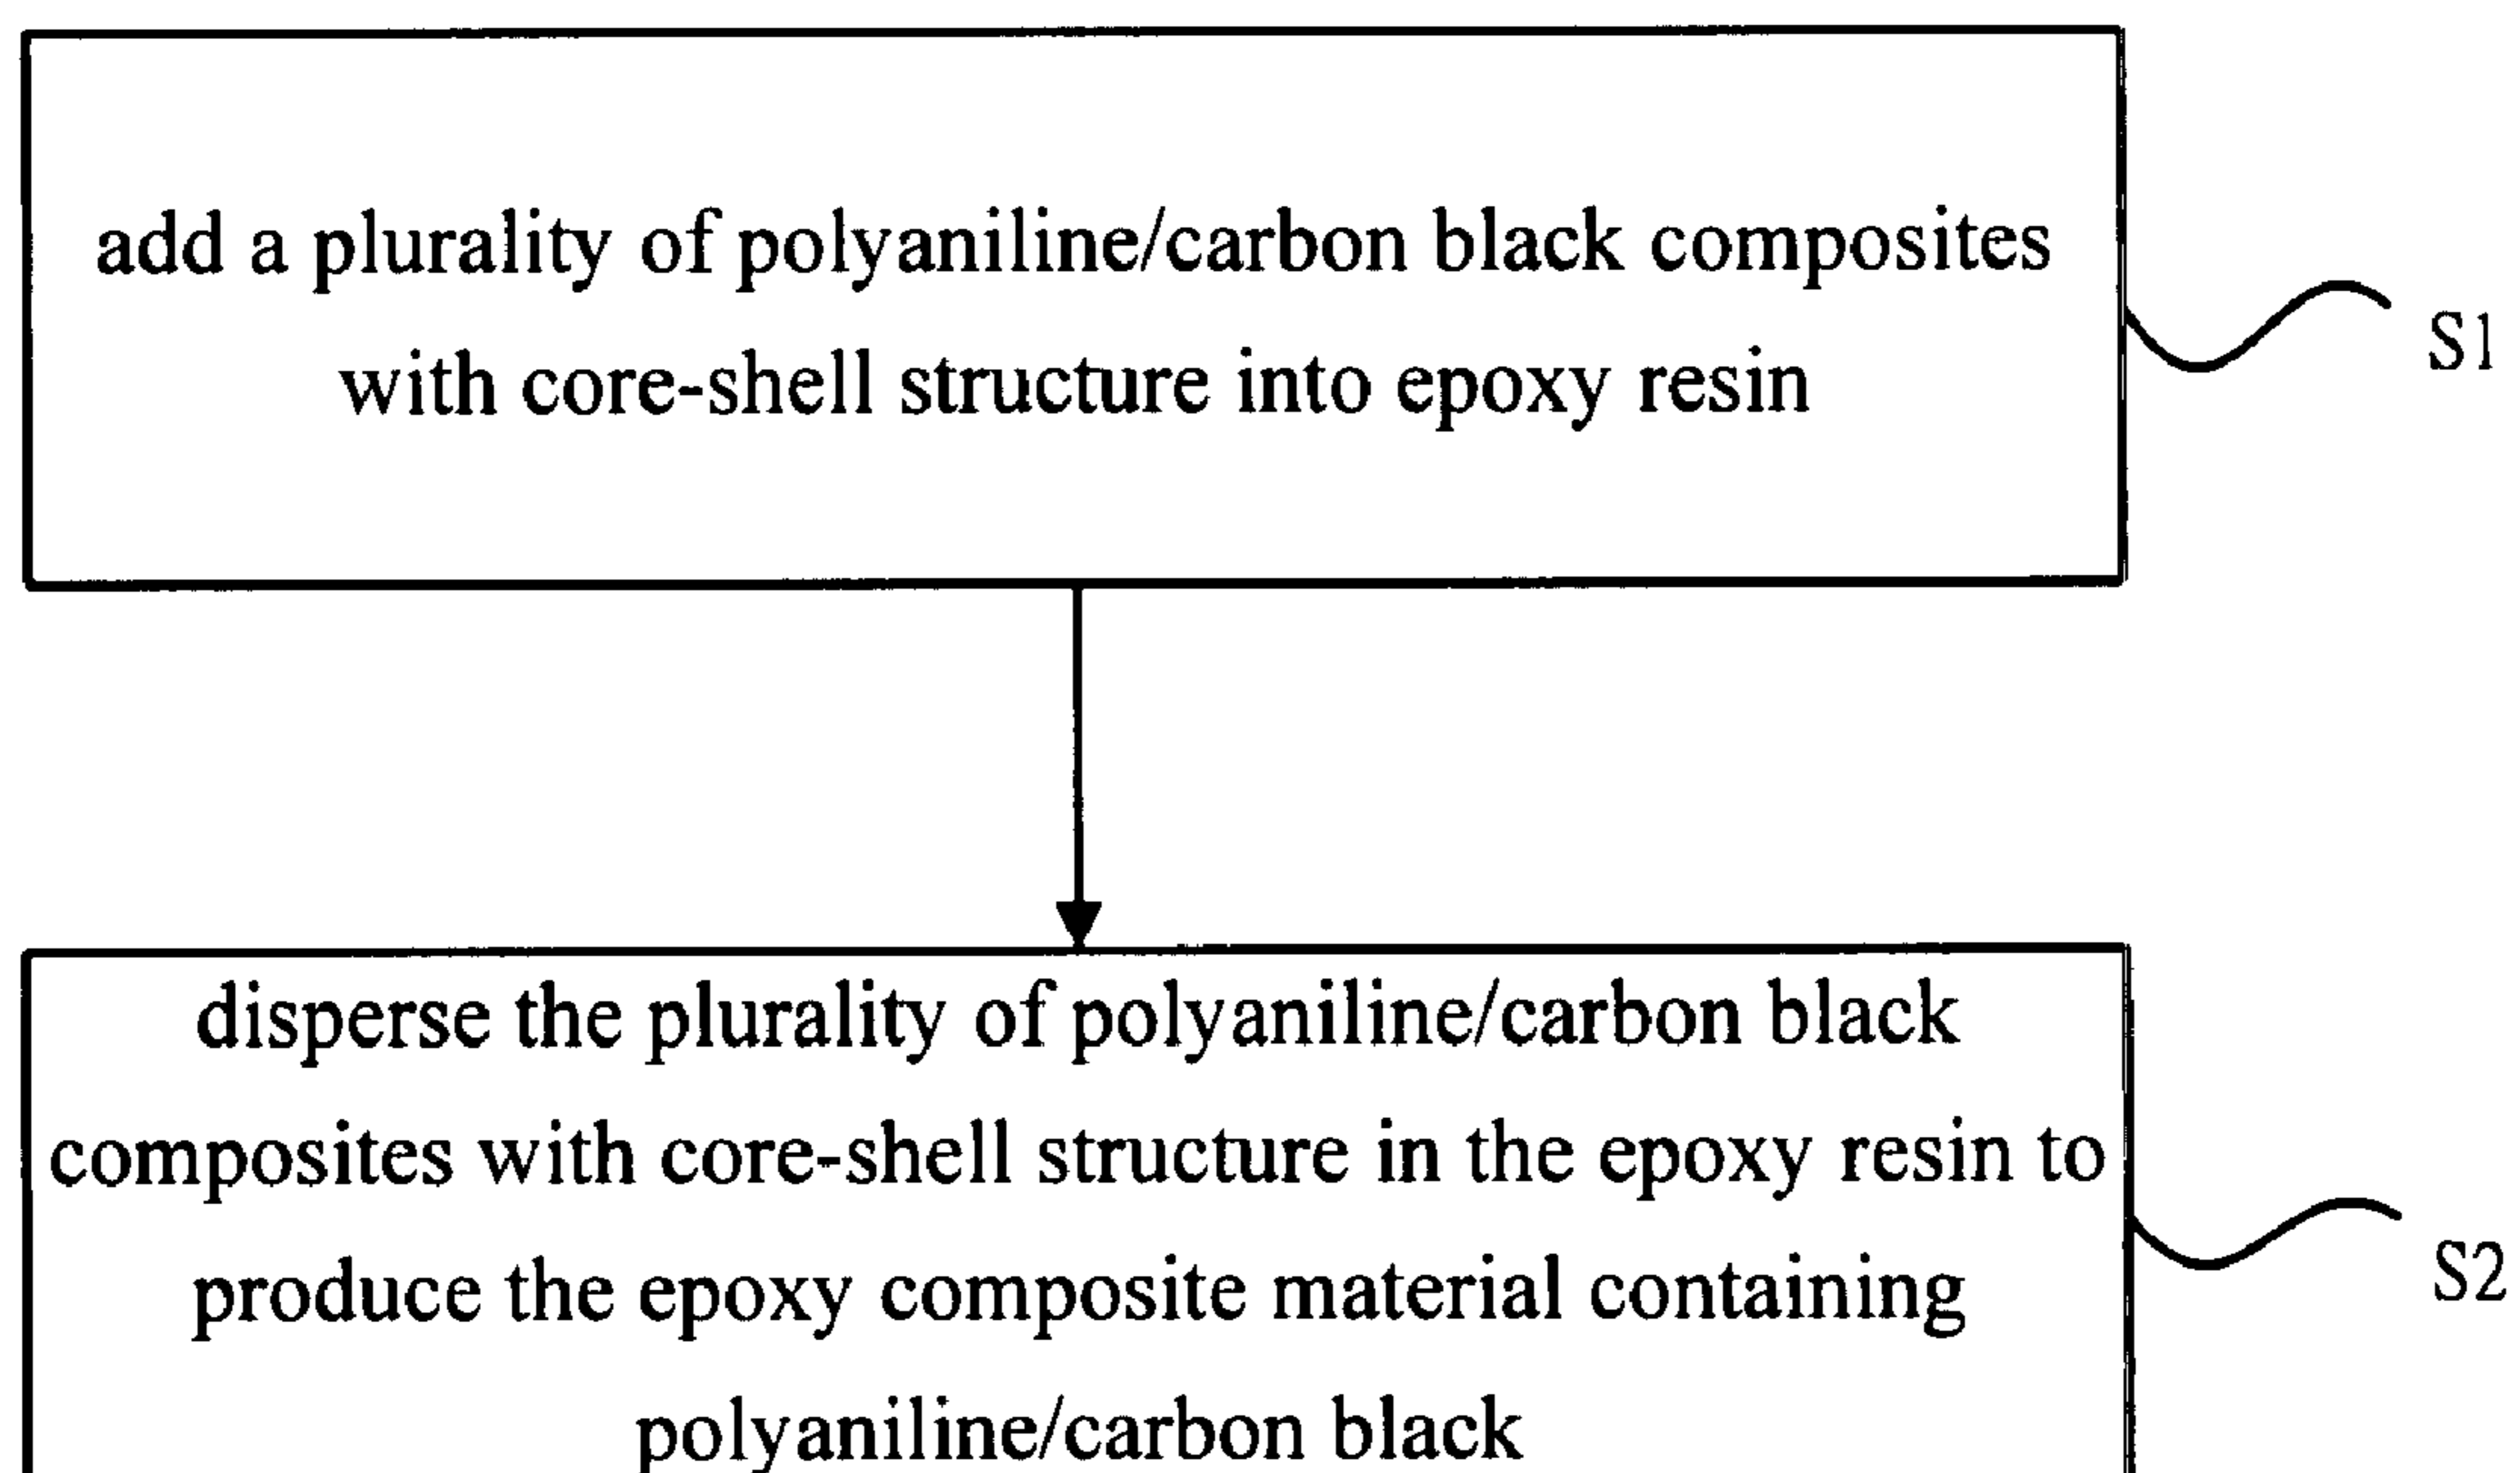 add a plurality of polyaniline/carbon black composites
with core-shell structure into epoxy resin
S1
disperse the plurality of polyaniline/carbon black
composites with core-shell structure in the epoxy resin to
produce the epoxy composite material containing
S2
polyaniline/carbon black